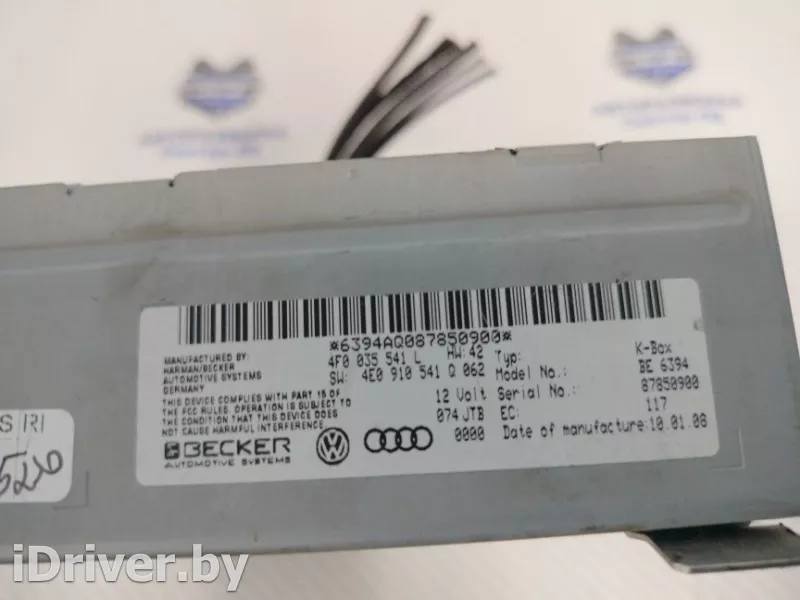 *6394AQ087850900*
MANUFACTURED BY:
HARMAN/BECKER
AUTOMOTIVE SYSTEMS
GERMANY
THIS DEVICE COMPLIES WITH PART 15 OF
THE FCC RULES. OPERATION IS SUBJECT TO
THE CONDITION THAT THIS DEVICE DOES
NOT CAUSE HARMFUL INTERFERENCE.
BECKER
AUTOMOTIVE SYSTEMS
4F0 035 541 L HW: 42
SW: 4E0 910 541 Q 062
12 Volt
074 JTB
0000
Typ: K-Box
Model No.: BE 6394
Serial No.: 87850900
EC: 117
Date of manufacture: 10.01.08
S RI
iDriver.by